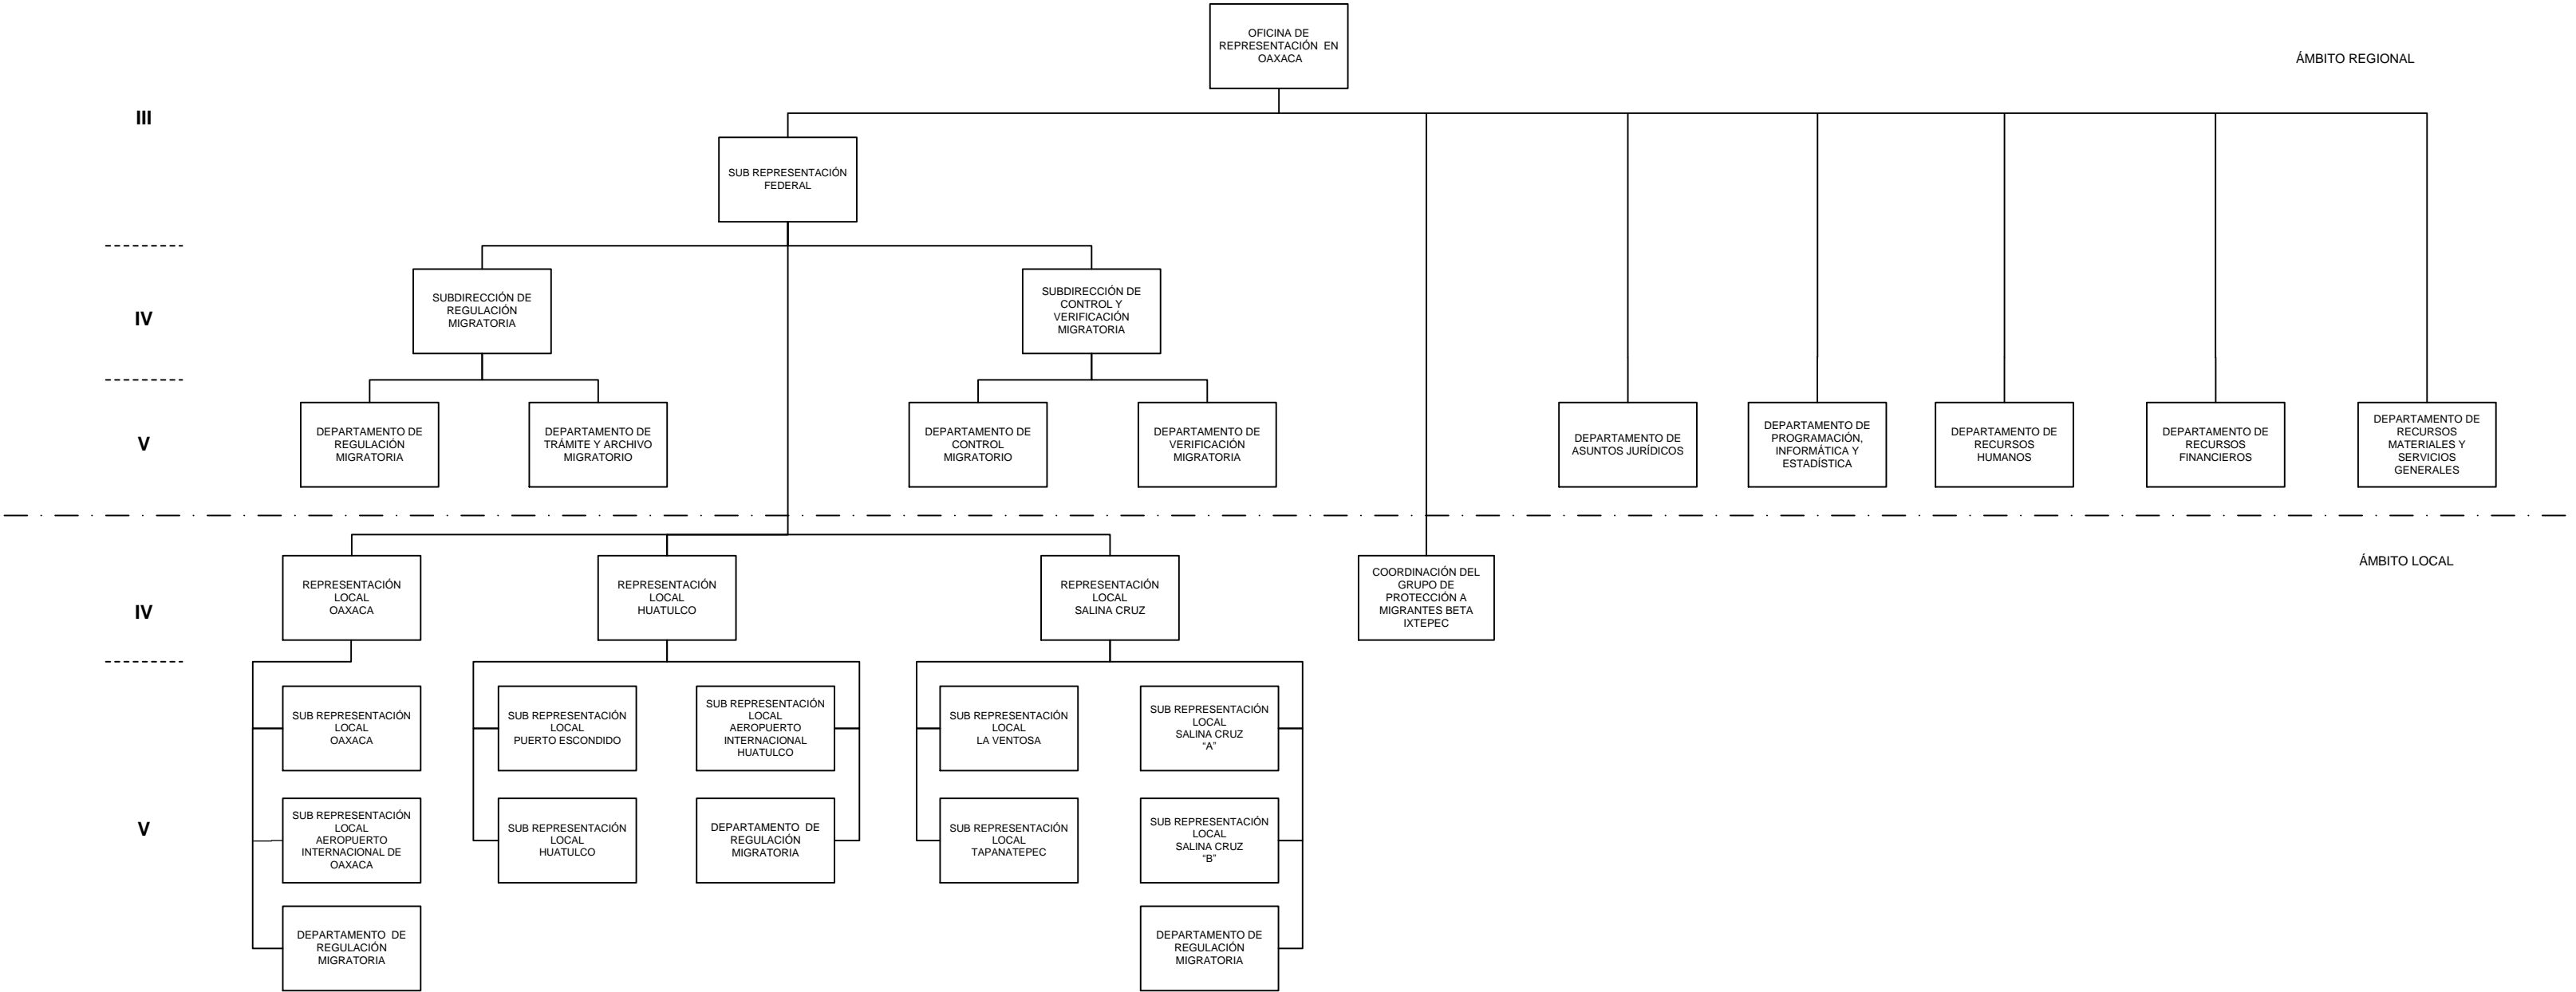 OFICINA DE
REPRESENTACIÓN EN
OAXACA
ÁMBITO REGIONAL
III
SUB REPRESENTACIÓN
FEDERAL
IV
SUBDIRECCIÓN DE
REGULACIÓN
MIGRATORIA
SUBDIRECCIÓN DE
CONTROL Y
VERIFICACIÓN
MIGRATORIA
V
DEPARTAMENTO DE
REGULACIÓN
MIGRATORIA
DEPARTAMENTO DE
TRÁMITE Y ARCHIVO
MIGRATORIO
DEPARTAMENTO DE
CONTROL
MIGRATORIO
DEPARTAMENTO DE
VERIFICACIÓN
MIGRATORIA
DEPARTAMENTO DE
ASUNTOS JURÍDICOS
DEPARTAMENTO DE
PROGRAMACIÓN,
INFORMÁTICA Y
ESTADÍSTICA
DEPARTAMENTO DE
RECURSOS
HUMANOS
DEPARTAMENTO DE
RECURSOS
FINANCIEROS
DEPARTAMENTO DE
RECURSOS
MATERIALES Y
SERVICIOS
GENERALES
ÁMBITO LOCAL
IV
REPRESENTACIÓN
LOCAL
OAXACA
REPRESENTACIÓN
LOCAL
HUATULCO
REPRESENTACIÓN
LOCAL
SALINA CRUZ
COORDINACIÓN DEL
GRUPO DE
PROTECCIÓN A
MIGRANTES BETA
IXTEPEC
V
SUB REPRESENTACIÓN
LOCAL
OAXACA
SUB REPRESENTACIÓN
LOCAL
PUERTO ESCONDIDO
SUB REPRESENTACIÓN
LOCAL
AEROPUERTO
INTERNACIONAL
HUATULCO
SUB REPRESENTACIÓN
LOCAL
LA VENTOSA
SUB REPRESENTACIÓN
LOCAL
SALINA CRUZ
“A”
SUB REPRESENTACIÓN
LOCAL
AEROPUERTO
INTERNACIONAL DE
OAXACA
SUB REPRESENTACIÓN
LOCAL
HUATULCO
DEPARTAMENTO DE
REGULACIÓN
MIGRATORIA
SUB REPRESENTACIÓN
LOCAL
TAPANATEPEC
SUB REPRESENTACIÓN
LOCAL
SALINA CRUZ
“B”
DEPARTAMENTO DE
REGULACIÓN
MIGRATORIA
DEPARTAMENTO DE
REGULACIÓN
MIGRATORIA